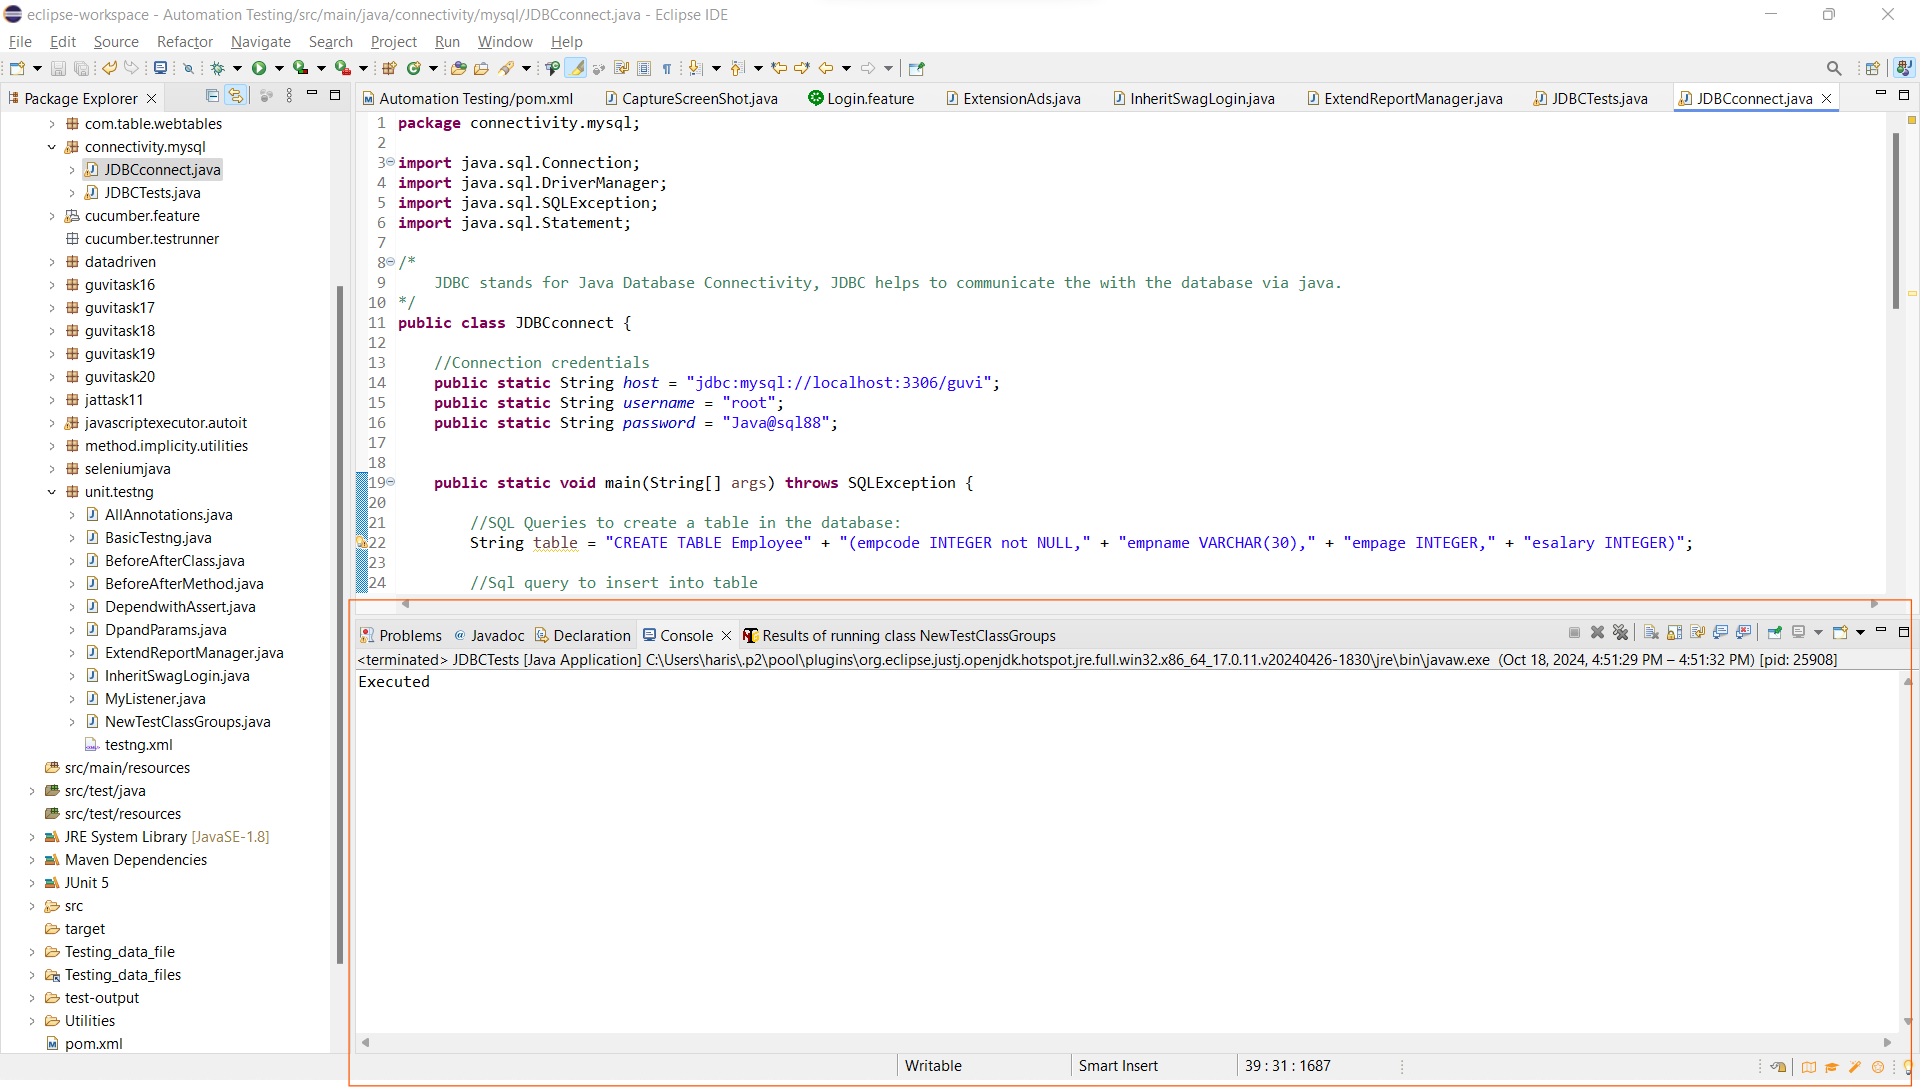 eclipse-workspace - Automation Testing/src/main/java/connectivity/mysql/JDBCconnect.java - Eclipse IDE
File Edit Source Refactor Navigate Search Project Run Window Help
Package Explorer
com.table.webtables
connectivity.mysql
JDBCconnect.java
JDBCTests.java
cucumber.feature
cucumber.testrunner
datadriven
guvitask16
guvitask17
guvitask18
guvitask19
guvitask20
jattask11
javascriptexecutor.autoit
method.implicity.utilities
seleniumjava
unit.testng
AllAnnotations.java
BasicTestng.java
BeforeAfterClass.java
BeforeAfterMethod.java
DependwithAssert.java
DpandParams.java
ExtendReportManager.java
InheritSwagLogin.java
MyListener.java
NewTestClassGroups.java
testng.xml
src/main/resources
src/test/java
src/test/resources
JRE System Library [JavaSE-1.8]
Maven Dependencies
JUnit 5
src
target
Testing_data_file
Testing_data_files
test-output
Utilities
pom.xml
Automation Testing/pom.xml CaptureScreenShot.java Login.feature ExtensionAds.java InheritSwagLogin.java ExtendReportManager.java JDBCTests.java JDBCconnect.java
1 package connectivity.mysql;
2
3 import java.sql.Connection;
4 import java.sql.DriverManager;
5 import java.sql.SQLException;
6 import java.sql.Statement;
7
8 /*
9 JDBC stands for Java Database Connectivity, JDBC helps to communicate the with the database via java.
10 */
11 public class JDBCconnect {
12
13 //Connection credentials
14 public static String host = "jdbc:mysql://localhost:3306/guvi";
15 public static String username = "root";
16 public static String password = "Java@sql88";
17
18
19 public static void main(String[] args) throws SQLException {
20
21 //SQL Queries to create a table in the database:
22 String table = "CREATE TABLE Employee" + "(empcode INTEGER not NULL," + "empname VARCHAR(30)," + "empage INTEGER," + "esalary INTEGER)";
23
24 //Sql query to insert into table
Problems Javadoc Declaration Console Results of running class NewTestClassGroups
<terminated> JDBCTests [Java Application] C:\Users\haris\.p2\pool\plugins\org.eclipse.justj.openjdk.hotspot.jre.full.win32.x86_64_17.0.11.v20240426-1830\jre\bin\javaw.exe (Oct 18, 2024, 4:51:29 PM – 4:51:32 PM) [pid: 25908]
Executed
Writable Smart Insert 39 : 31 : 1687